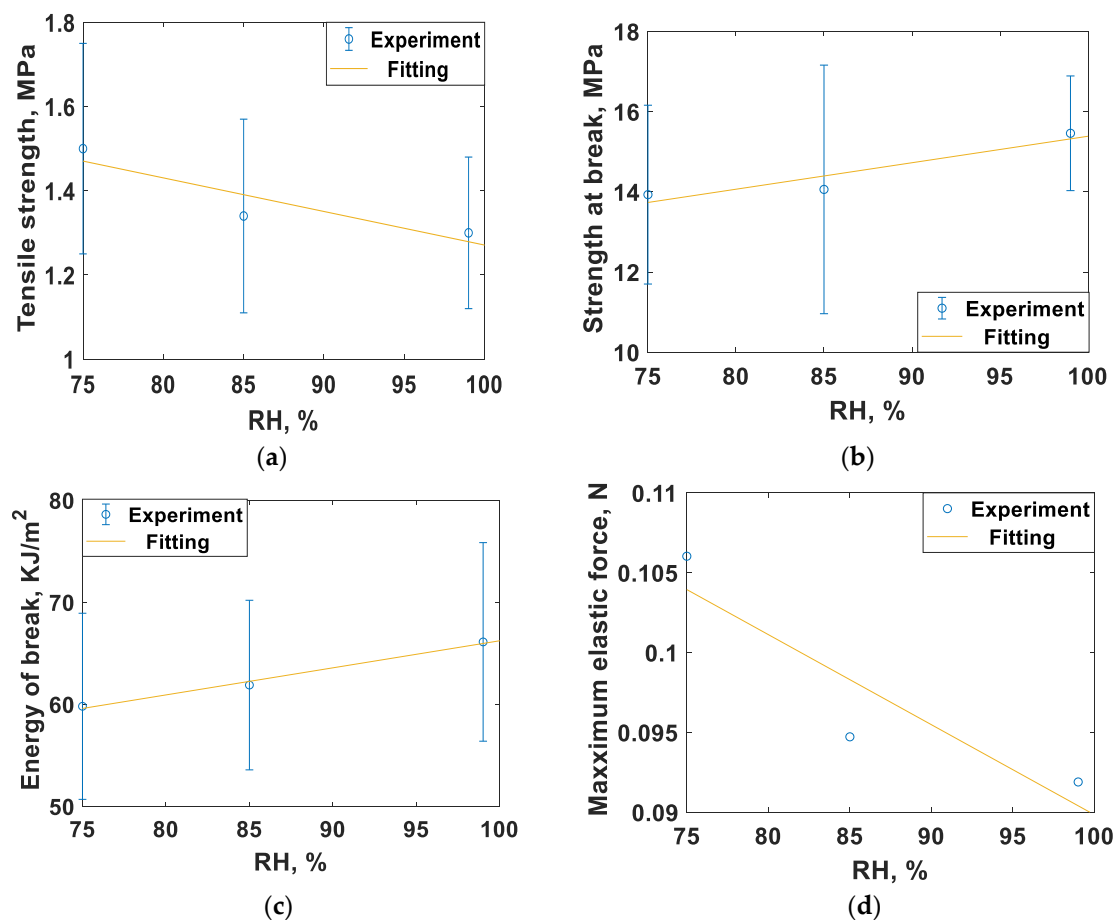 1.8
1.6
1.4
1.2
1
Tensile strength, MPa
Experiment
Fitting
75 80 85 90 95 100
RH, %
(a)
18
16
14
12
10
Strength at break, MPa
Experiment
Fitting
75 80 85 90 95 100
RH, %
(b)
80
70
60
50
Energy of break, KJ/m²
Experiment
Fitting
75 80 85 90 95 100
RH, %
(c)
0.11
0.105
0.1
0.095
0.09
Maxximum elastic force, N
Experiment
Fitting
75 80 85 90 95 100
RH, %
(d)